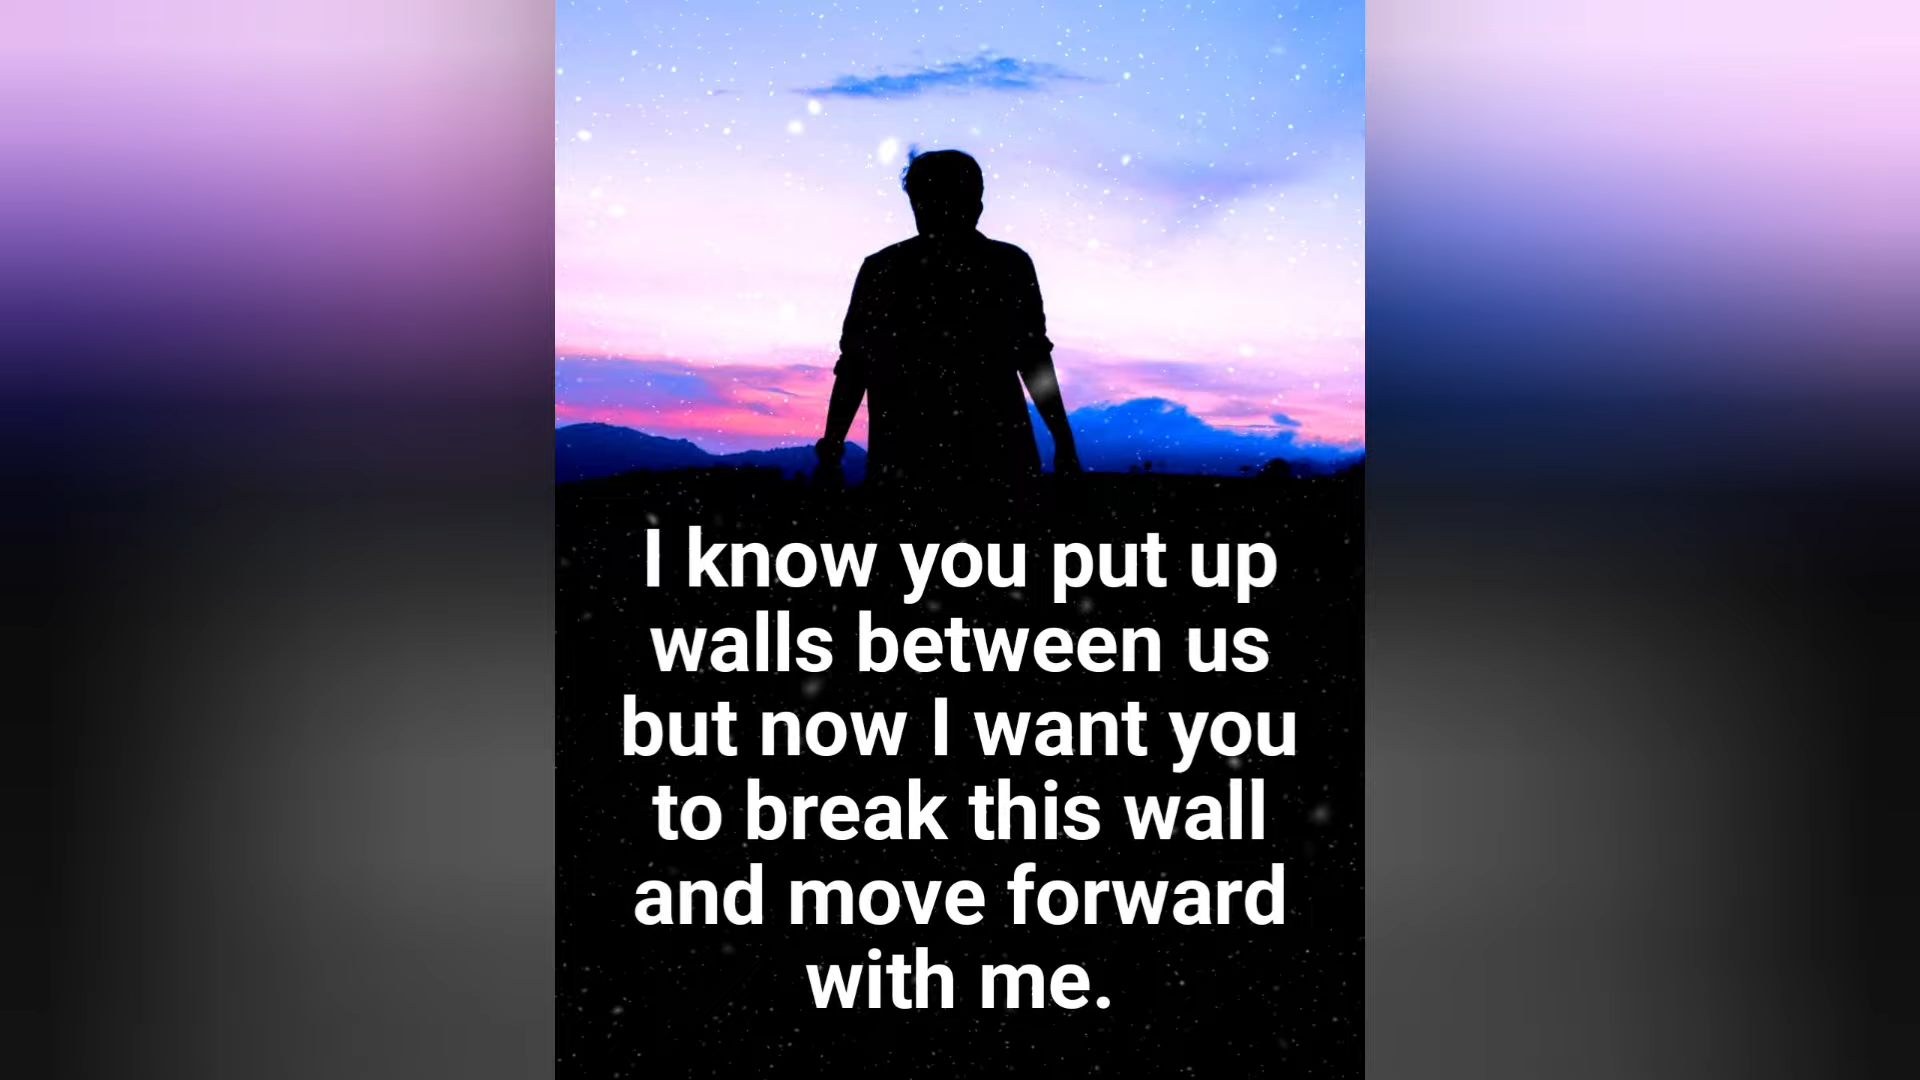 I know you put up
walls between us
but now I want you
to break this wall
and move forward
with me.